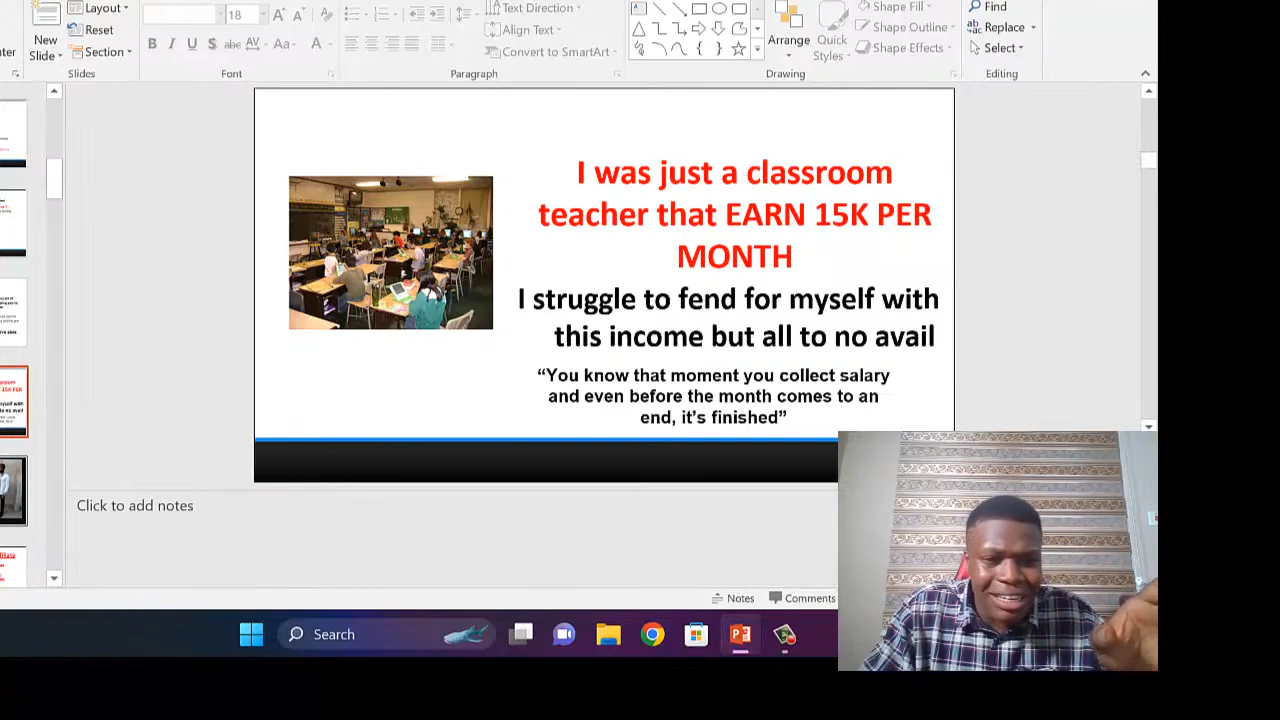 Layout
Reset
Section
New
Slide
Slides
18
B I U S abc AV Aa A
Font
Text Direction
Align Text
Convert to SmartArt
Paragraph
Arrange
Quick
Styles
Shape Fill
Shape Outline
Shape Effects
Drawing
Find
Replace
Select
Editing
I was just a classroom
teacher that EARN 15K PER
MONTH
I struggle to fend for myself with
this income but all to no avail
“You know that moment you collect salary
and even before the month comes to an
end, it’s finished”
Click to add notes
Notes
Comments
Search